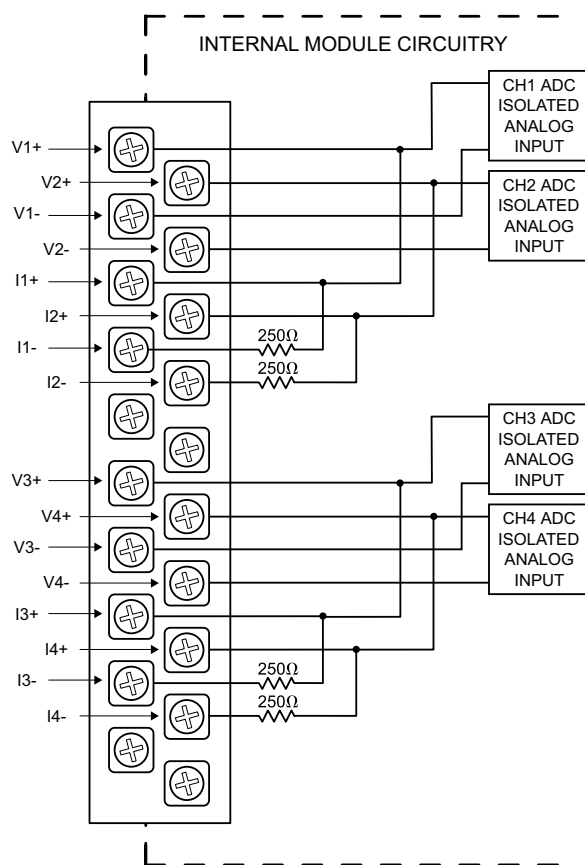 INTERNAL MODULE CIRCUITRY
CH1 ADC
ISOLATED
ANALOG
INPUT
V1+
V2+
CH2 ADC
ISOLATED
ANALOG
INPUT
V1-
V2-
I1+
I2+
I1-
250Ω
I2-
250Ω
CH3 ADC
ISOLATED
ANALOG
INPUT
V3+
V4+
CH4 ADC
ISOLATED
ANALOG
INPUT
V3-
V4-
I3+
I4+
I3-
250Ω
I4-
250Ω